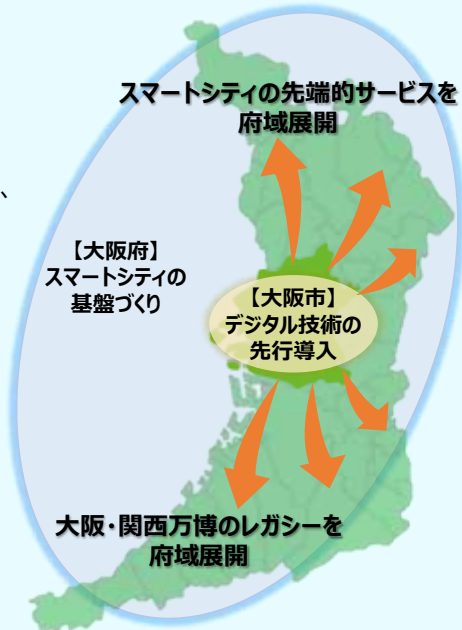 スマートシティの先端的サービスを
府域展開
、
【大阪府】
スマートシティの
基盤づくり
【大阪市】
デジタル技術の
先行導入
大阪・関西万博のレガシーを
府域展開